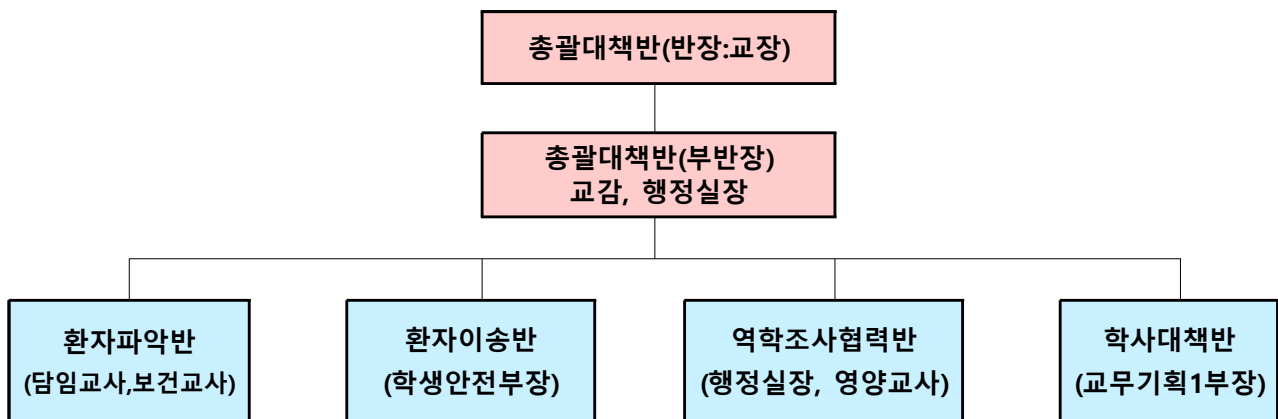 총괄대책반(반장:교장)
총괄대책반(부반장)
교감, 행정실장
환자파악반
(담임교사,보건교사)
환자이송반
(학생안전부장)
역학조사협력반
(행정실장, 영양교사)
학사대책반
(교무기획1부장)